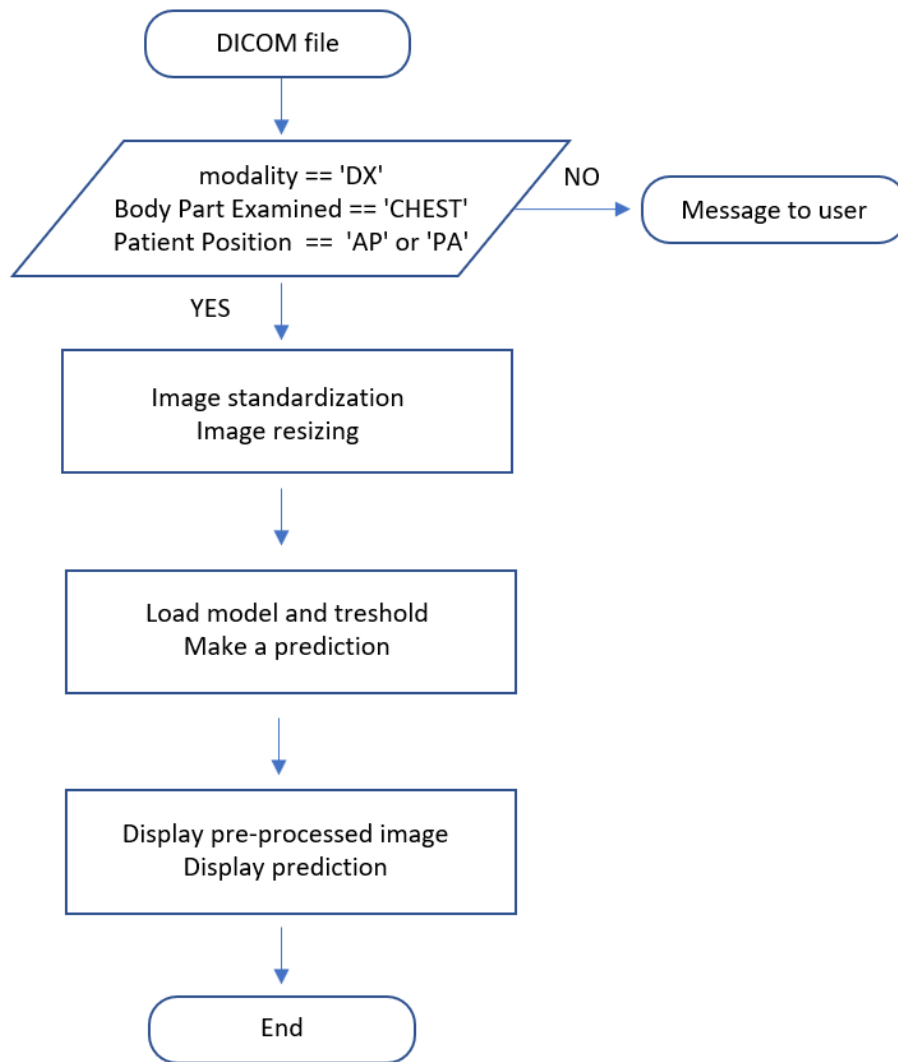 DICOM file
modality == 'DX'
Body Part Examined == 'CHEST'
Patient Position == 'AP' or 'PA'
NO
Message to user
YES
Image standardization
Image resizing
Load model and treshold
Make a prediction
Display pre-processed image
Display prediction
End